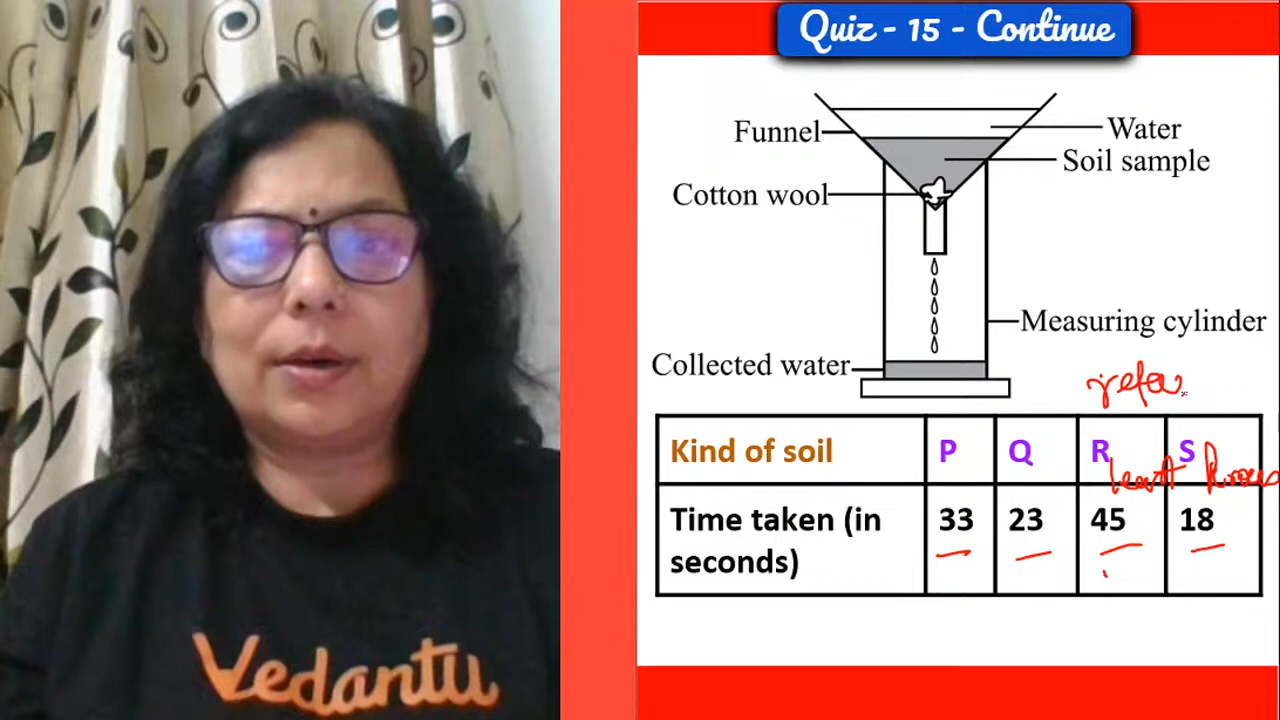 Quiz - 15 - Continue
Funnel
Water
Soil sample
Cotton wool
Measuring cylinder
Collected water
Kind of soil P Q R S
least
Time taken (in seconds) 33 23 45 18
Vedantu